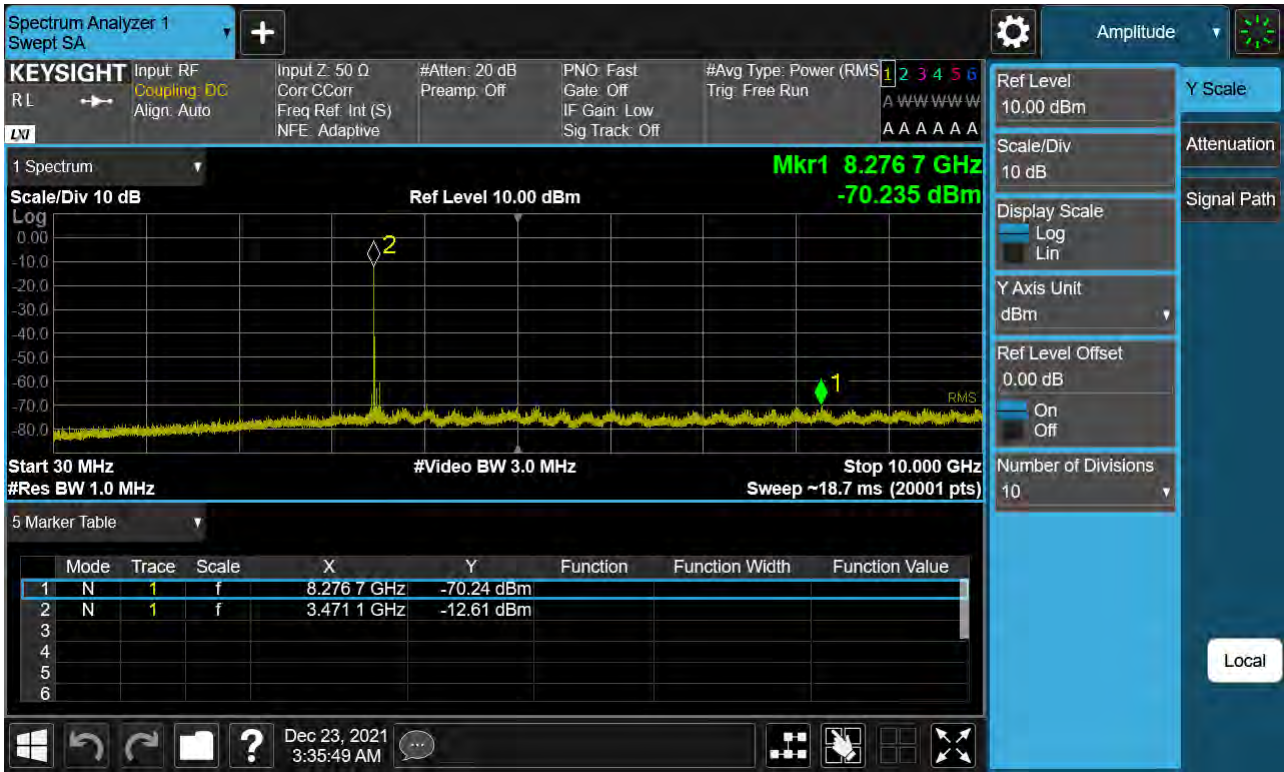 Spectrum Analyzer 1
Swept SA
Amplitude
KEYSIGHT
RL
LXI
Input: RF
Coupling: DC
Align: Auto
Input Z: 50 Ω
Corr CCorr
Freq Ref: Int (S)
NFE: Adaptive
#Atten: 20 dB
Preamp: Off
PNO: Fast
Gate: Off
IF Gain: Low
Sig Track: Off
#Avg Type: Power (RMS
Trig: Free Run
1 2 3 4 5 6
A W W W W W
A A A A A A
1 Spectrum
Mkr1 8.276 7 GHz
Scale/Div 10 dB
Ref Level 10.00 dBm
-70.235 dBm
Log
0.00
-10.0
-20.0
-30.0
-40.0
-50.0
-60.0
-70.0
-80.0
2
1
RMS
Start 30 MHz
#Video BW 3.0 MHz
Stop 10.000 GHz
#Res BW 1.0 MHz
Sweep ~18.7 ms (20001 pts)
5 Marker Table
Mode Trace Scale X Y Function Function Width Function Value
1 N 1 f 8.276 7 GHz -70.24 dBm
2 N 1 f 3.471 1 GHz -12.61 dBm
3
4
5
6
Ref Level
10.00 dBm
Scale/Div
10 dB
Display Scale
Log
Lin
Y Axis Unit
dBm
Ref Level Offset
0.00 dB
On
Off
Number of Divisions
10
Y Scale
Attenuation
Signal Path
Local
?
Dec 23, 2021
3:35:49 AM